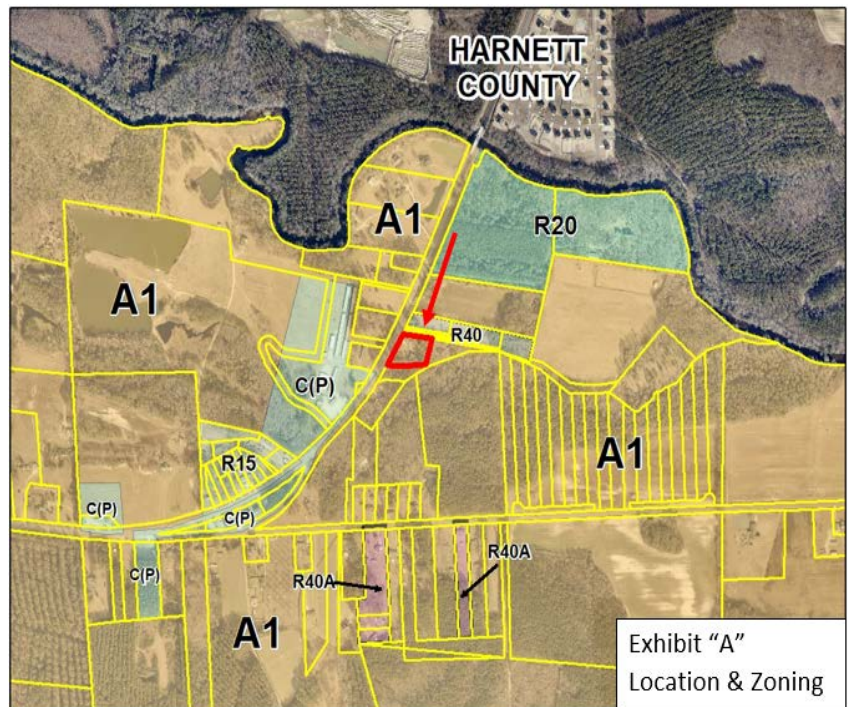 HARNETT
COUNTY
A1
R20
A1
R40
C(P)
A1
R15
C(P)
C(P)
R40A
C(P)
R40A
A1
Exhibit “A”
Location & Zoning